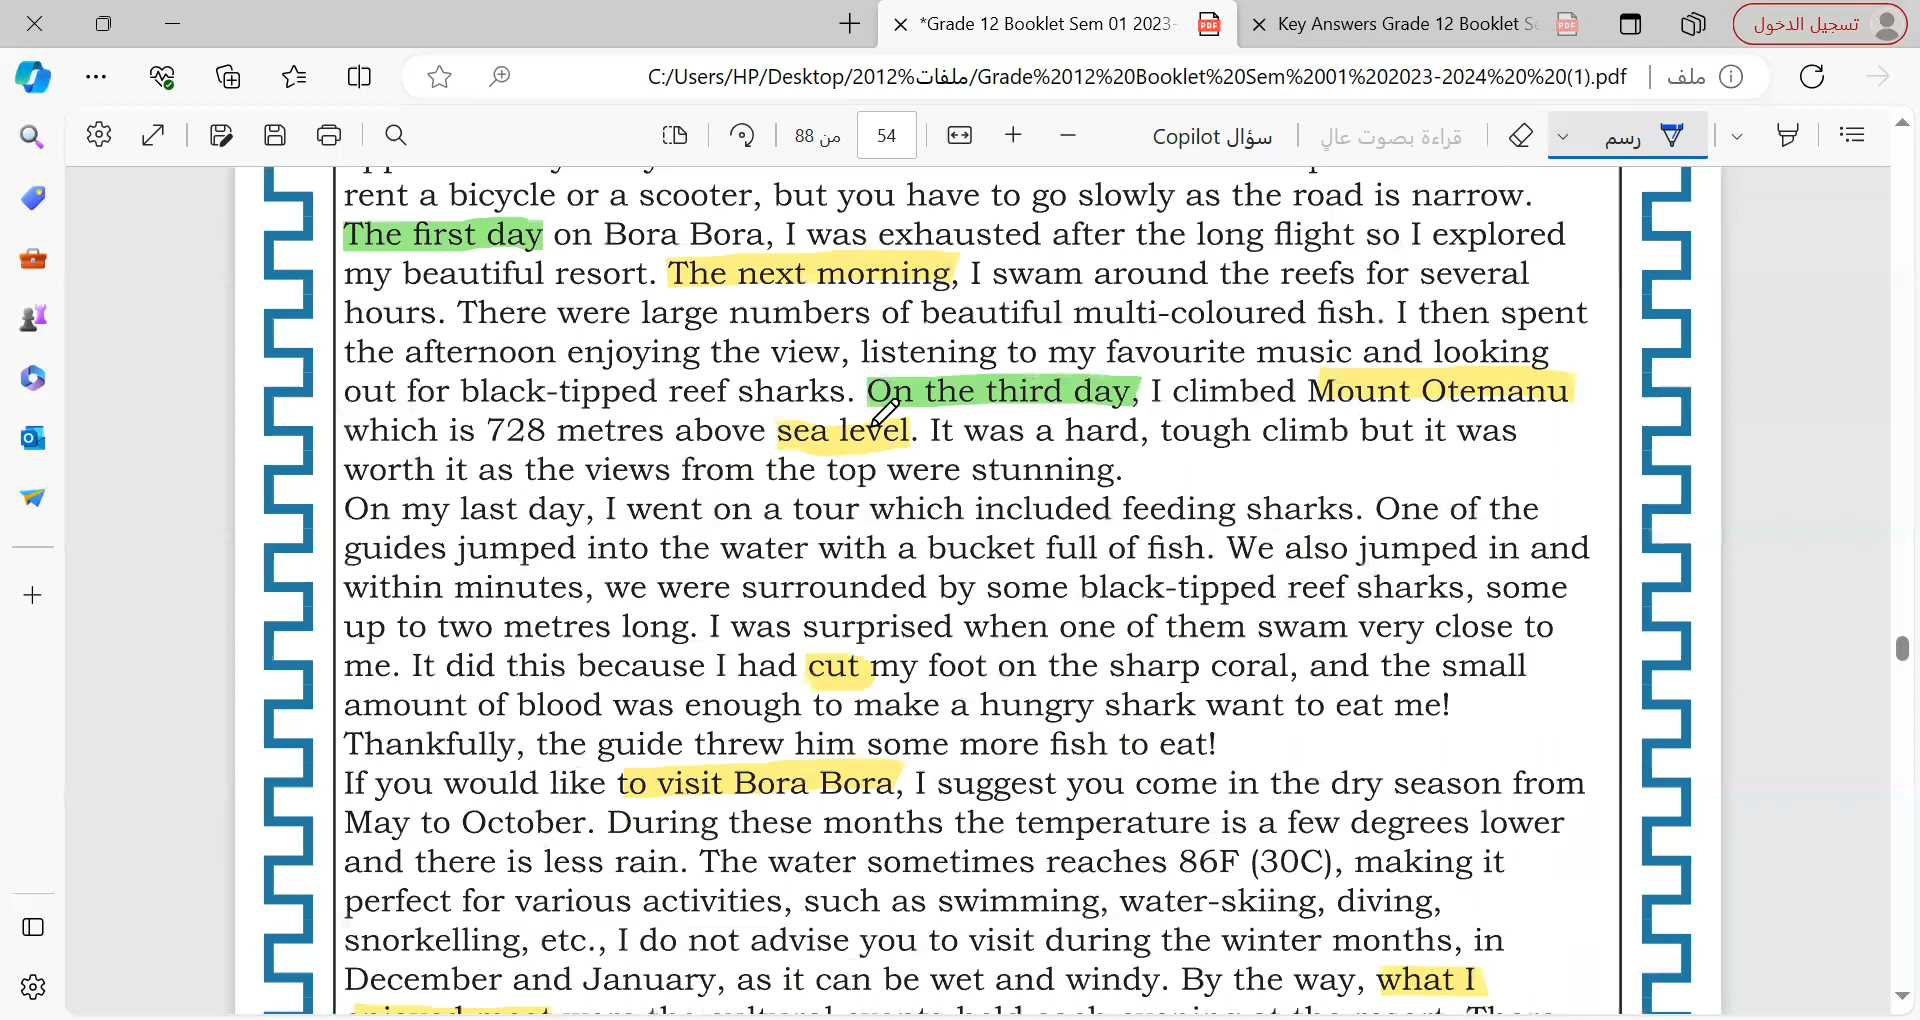 *Grade 12 Booklet Sem 01 2023-
Key Answers Grade 12 Booklet
تسجيل الدخول
C:/Users/HP/Desktop/2012%ملفات/Grade%2012%20Booklet%20Sem%2001%202023-2024%20%20(1).pdf
ملف
88 من
54
سؤال Copilot
قراءة بصوت عالٍ
رسم
rent a bicycle or a scooter, but you have to go slowly as the road is narrow.
The first day on Bora Bora, I was exhausted after the long flight so I explored
my beautiful resort. The next morning, I swam around the reefs for several
hours. There were large numbers of beautiful multi-coloured fish. I then spent
the afternoon enjoying the view, listening to my favourite music and looking
out for black-tipped reef sharks. On the third day, I climbed Mount Otemanu
which is 728 metres above sea level. It was a hard, tough climb but it was
worth it as the views from the top were stunning.
On my last day, I went on a tour which included feeding sharks. One of the
guides jumped into the water with a bucket full of fish. We also jumped in and
within minutes, we were surrounded by some black-tipped reef sharks, some
up to two metres long. I was surprised when one of them swam very close to
me. It did this because I had cut my foot on the sharp coral, and the small
amount of blood was enough to make a hungry shark want to eat me!
Thankfully, the guide threw him some more fish to eat!
If you would like to visit Bora Bora, I suggest you come in the dry season from
May to October. During these months the temperature is a few degrees lower
and there is less rain. The water sometimes reaches 86F (30C), making it
perfect for various activities, such as swimming, water-skiing, diving,
snorkelling, etc., I do not advise you to visit during the winter months, in
December and January, as it can be wet and windy. By the way, what I